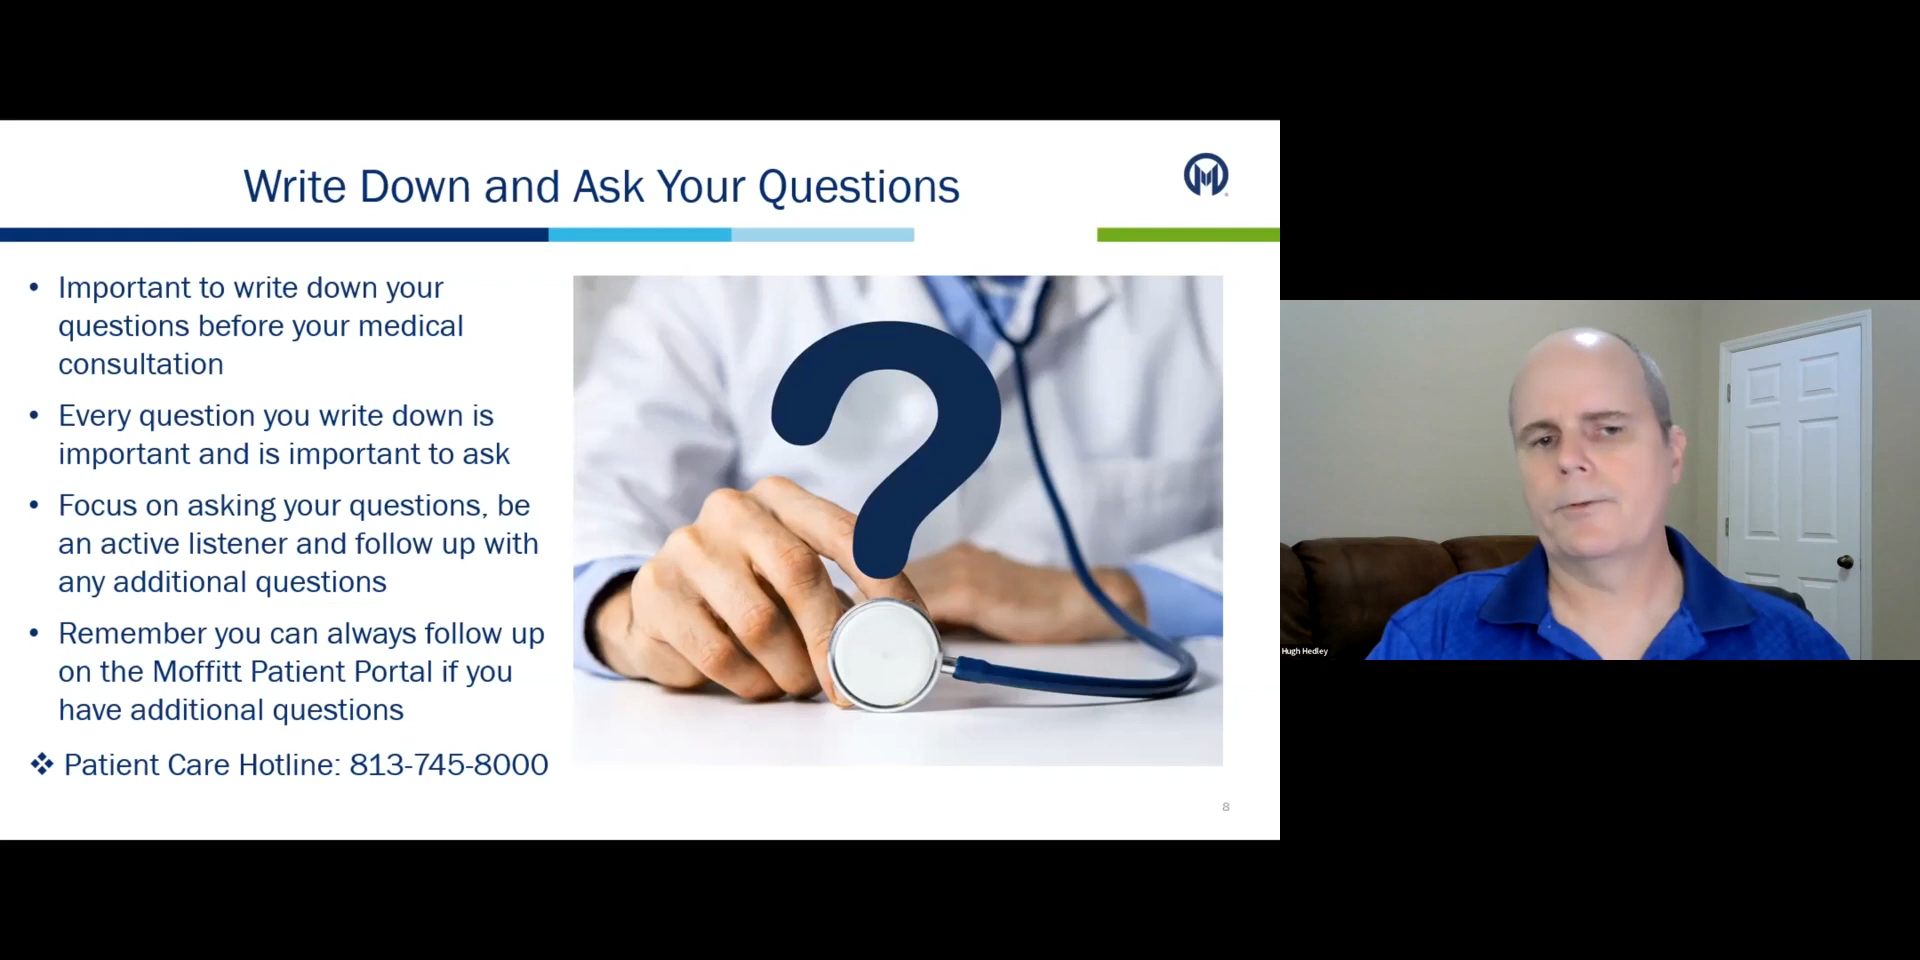 Write Down and Ask Your Questions
• Important to write down your
questions before your medical
consultation
• Every question you write down is
important and is important to ask
• Focus on asking your questions, be
an active listener and follow up with
any additional questions
• Remember you can always follow up
on the Moffitt Patient Portal if you
have additional questions
❖ Patient Care Hotline: 813-745-8000
8
Hugh Hedley